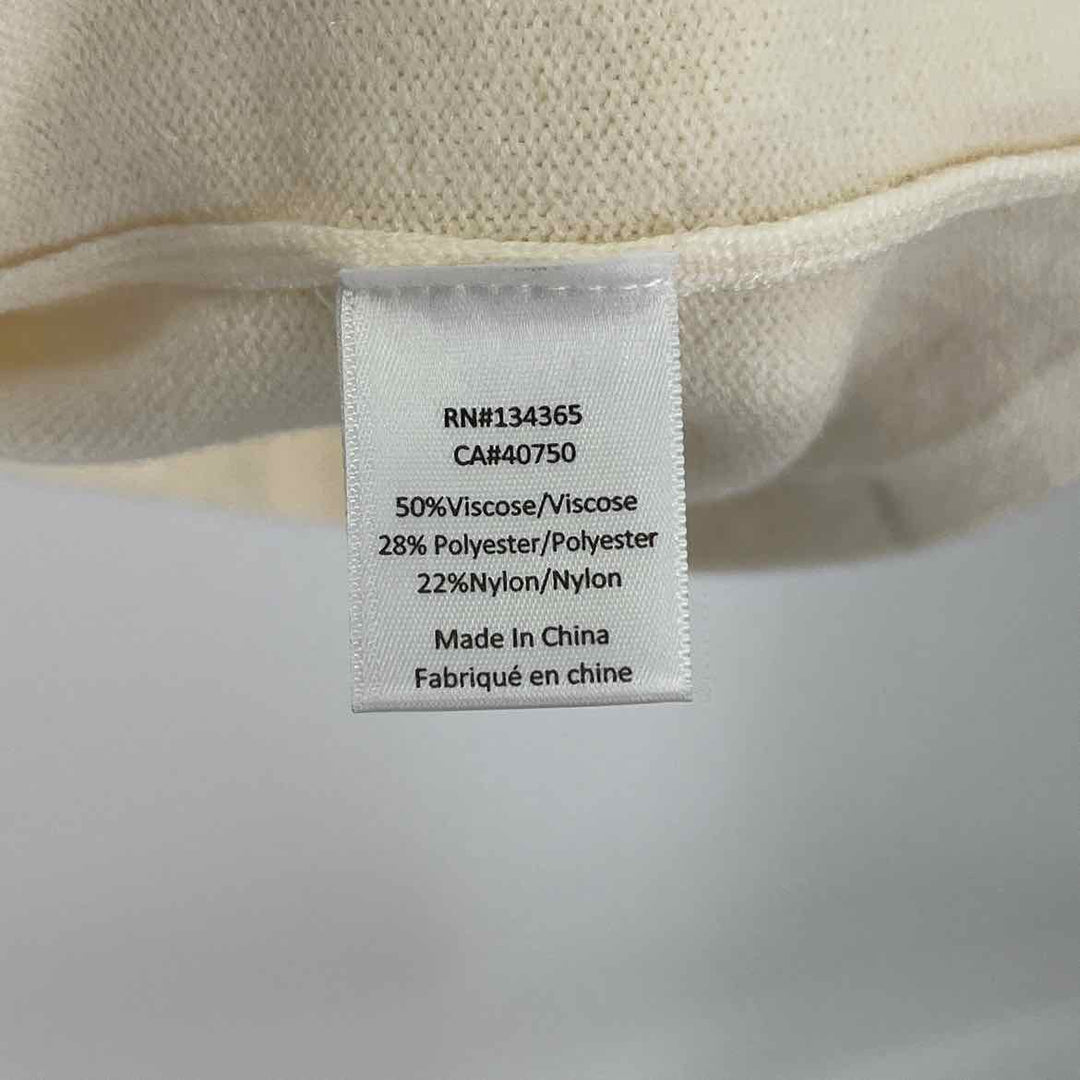 RN#134365
CA#40750
50%Viscose/Viscose
28% Polyester/Polyester
22%Nylon/Nylon
Made In China
Fabriqué en chine